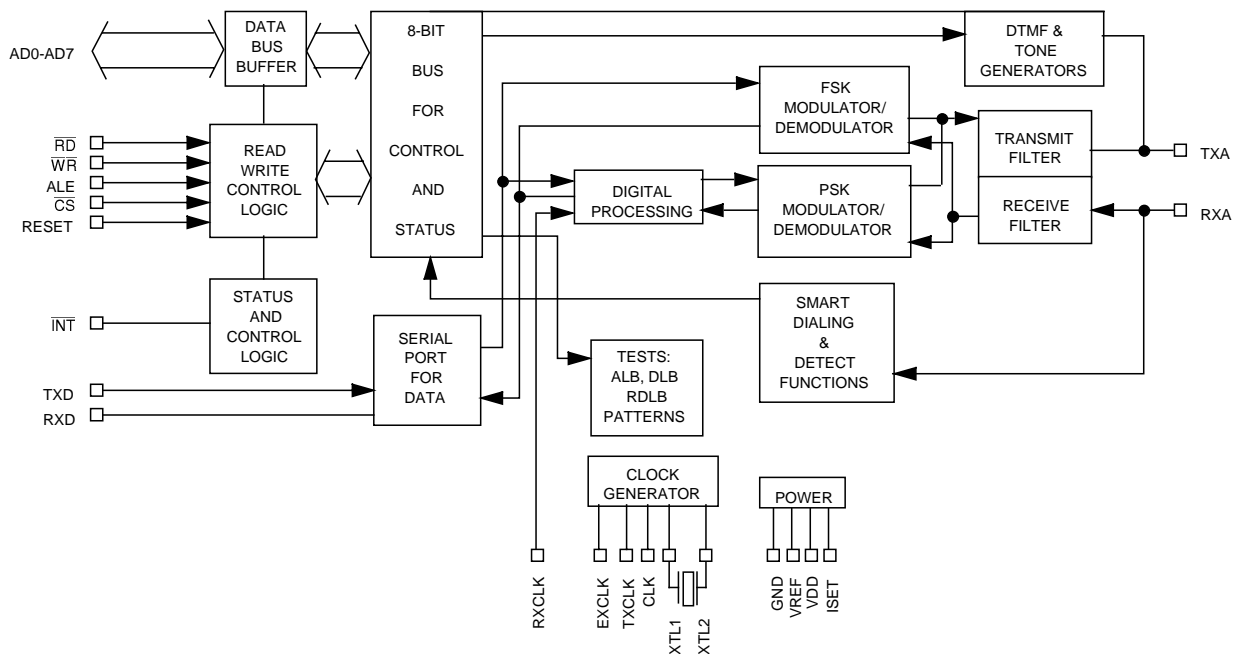 AD0-AD7
DATA
BUS
BUFFER
8-BIT
BUS
FOR
CONTROL
AND
STATUS
DTMF &
TONE
GENERATORS
FSK
MODULATOR/
DEMODULATOR
TRANSMIT
FILTER
TXA
RD
WR
ALE
CS
RESET
READ
WRITE
CONTROL
LOGIC
DIGITAL
PROCESSING
PSK
MODULATOR/
DEMODULATOR
RECEIVE
FILTER
RXA
INT
STATUS
AND
CONTROL
LOGIC
TXD
RXD
SERIAL
PORT
FOR
DATA
TESTS:
ALB, DLB
RDLB
PATTERNS
SMART
DIALING
&
DETECT
FUNCTIONS
CLOCK
GENERATOR
POWER
RXCLK
EXCLK
TXCLK
CLK
XTL1
XTL2
GND
VREF
VDD
ISET